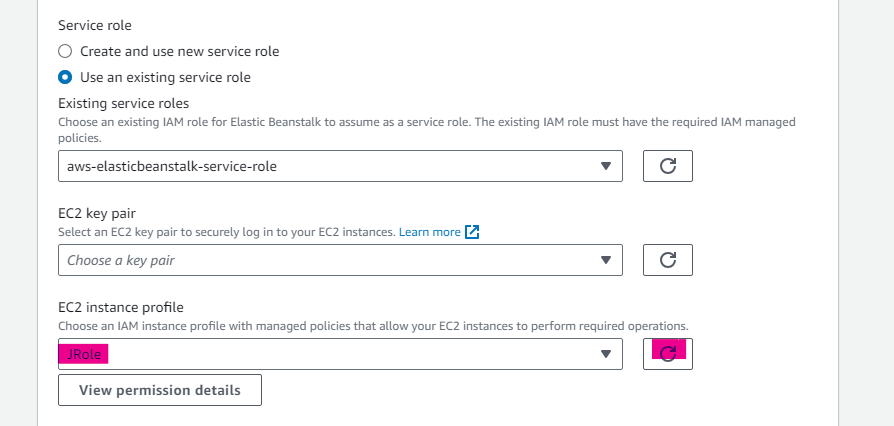 Service role
Create and use new service role
Use an existing service role
Existing service roles
Choose an existing IAM role for Elastic Beanstalk to assume as a service role. The existing IAM role must have the required IAM managed
policies.
aws-elasticbeanstalk-service-role
EC2 key pair
Select an EC2 key pair to securely log in to your EC2 instances. Learn more
Choose a key pair
EC2 instance profile
Choose an IAM instance profile with managed policies that allow your EC2 instances to perform required operations.
JRole
View permission details